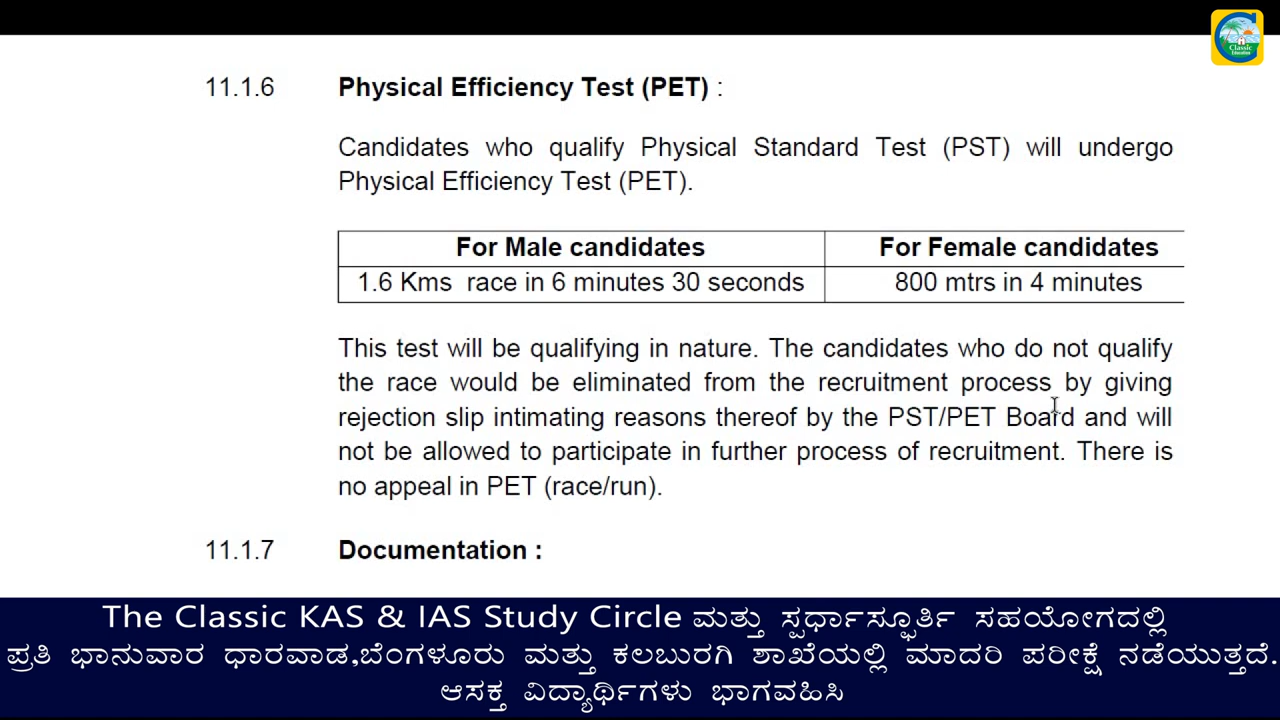 Classic
Education
11.1.6 Physical Efficiency Test (PET) :
Candidates who qualify Physical Standard Test (PST) will undergo
Physical Efficiency Test (PET).
For Male candidates For Female candidates
1.6 Kms race in 6 minutes 30 seconds 800 mtrs in 4 minutes
This test will be qualifying in nature. The candidates who do not qualify
the race would be eliminated from the recruitment process by giving
rejection slip intimating reasons thereof by the PST/PET Board and will
not be allowed to participate in further process of recruitment. There is
no appeal in PET (race/run).
11.1.7 Documentation :
The Classic KAS & IAS Study Circle ಮತ್ತು ಸ್ಪರ್ಧಾಸ್ಫೂರ್ತಿ ಸಹಯೋಗದಲ್ಲಿ
ಪ್ರತಿ ಭಾನುವಾರ ಧಾರವಾಡ,ಬೆಂಗಳೂರು ಮತ್ತು ಕಲಬುರಗಿ ಶಾಖೆಯಲ್ಲಿ ಮಾದರಿ ಪರೀಕ್ಷೆ ನಡೆಯುತ್ತದೆ.
ಆಸಕ್ತ ವಿದ್ಯಾರ್ಥಿಗಳು ಭಾಗವಹಿಸಿ